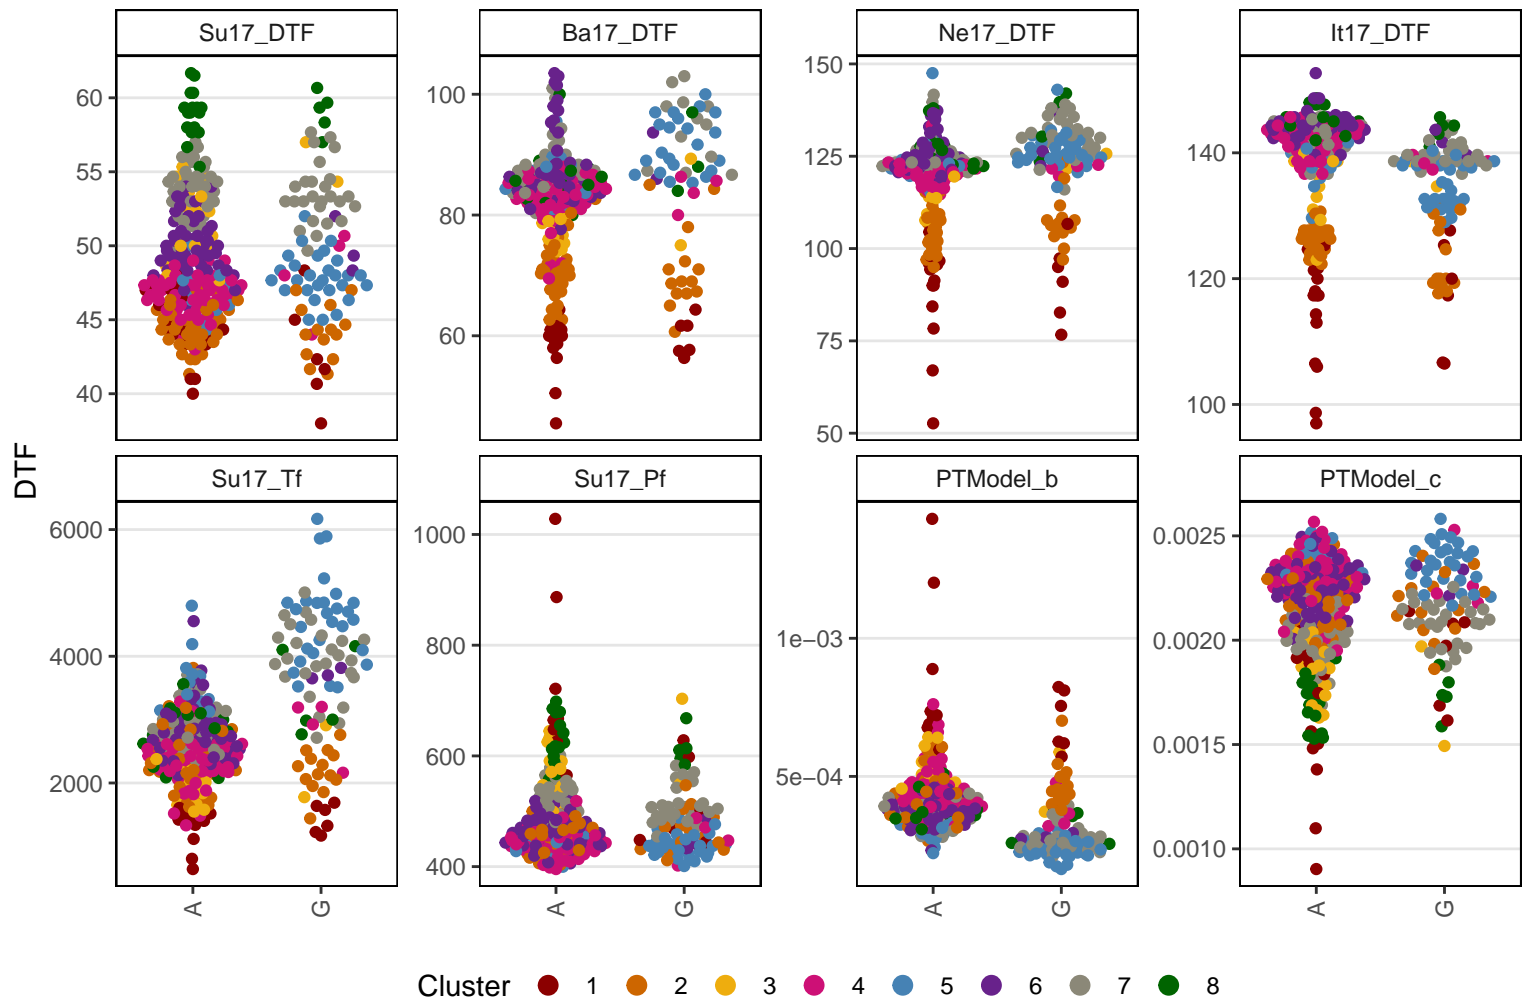 Su17_DTF Ba17_DTF Ne17_DTF It17_DTF
60 55 50 45 40
100 80 60
150 125 100 75 50
140 120 100
DTF
Su17_Tf Su17_Pf PTModel_b PTModel_c
6000 4000 2000
1000 800 600 400
1e−03 5e−04
0.0025 0.0020 0.0015 0.0010
A G A G A G A G
Cluster 1 2 3 4 5 6 7 8